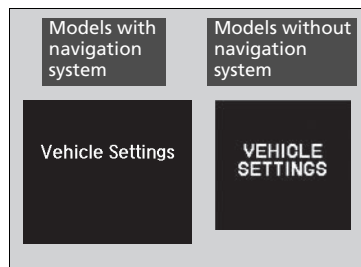 Models with
navigation
system
Models without
navigation
system
Vehicle Settings
VEHICLE
SETTINGS